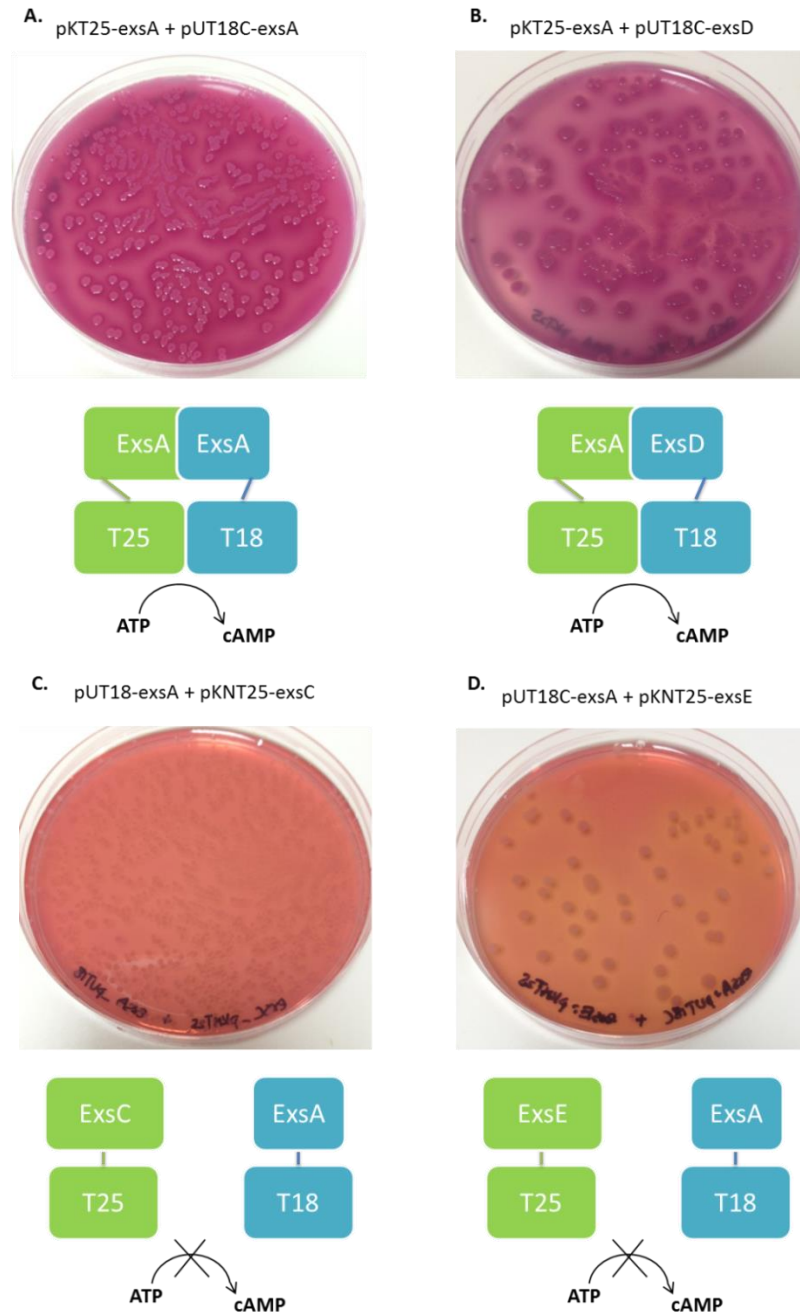 A.
pKT25-exsA + pUT18C-exsA
B.
pKT25-exsA + pUT18C-exsD
ExsA ExsA
T25 T18
ATP
cAMP
ExsA ExsD
T25 T18
ATP
cAMP
C.
pUT18-exsA + pKNT25-exsC
D.
pUT18C-exsA + pKNT25-exsE
ExsC ExsA
T25 T18
ATP
cAMP
ExsE ExsA
T25 T18
ATP
cAMP